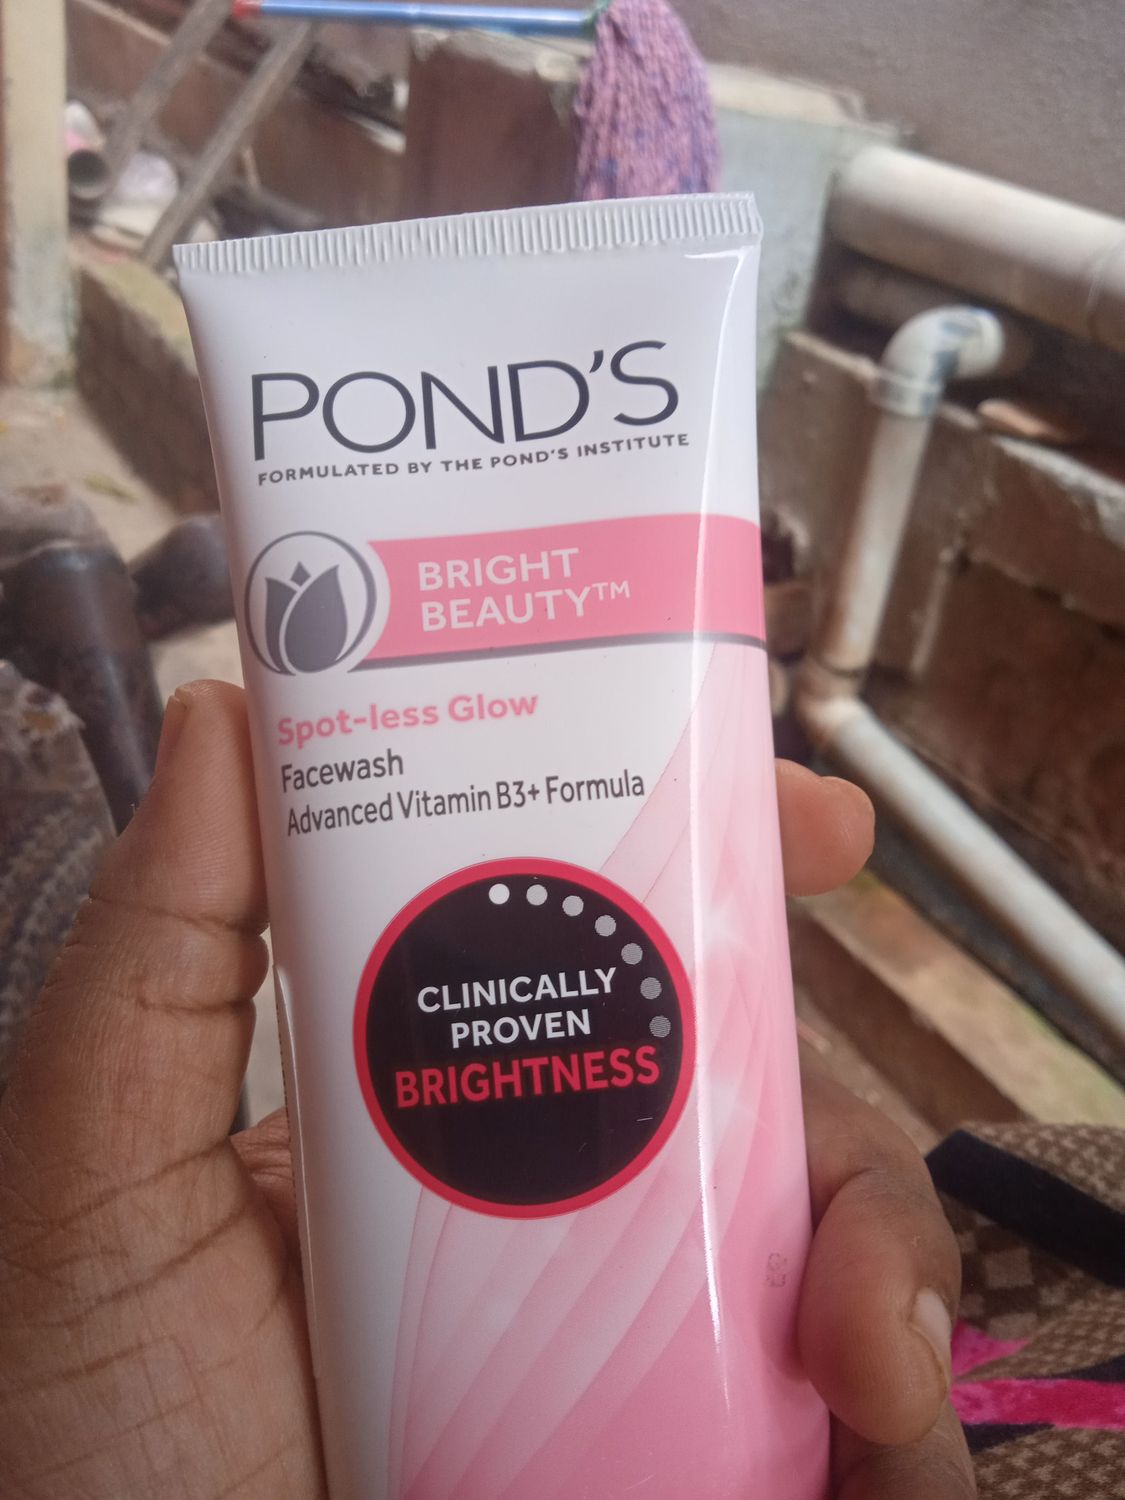 POND'S
FORMULATED BY THE POND'S INSTITUTE
BRIGHT
BEAUTY™
Spot-less Glow
Facewash
Advanced Vitamin B3+ Formula
CLINICALLY
PROVEN
BRIGHTNESS